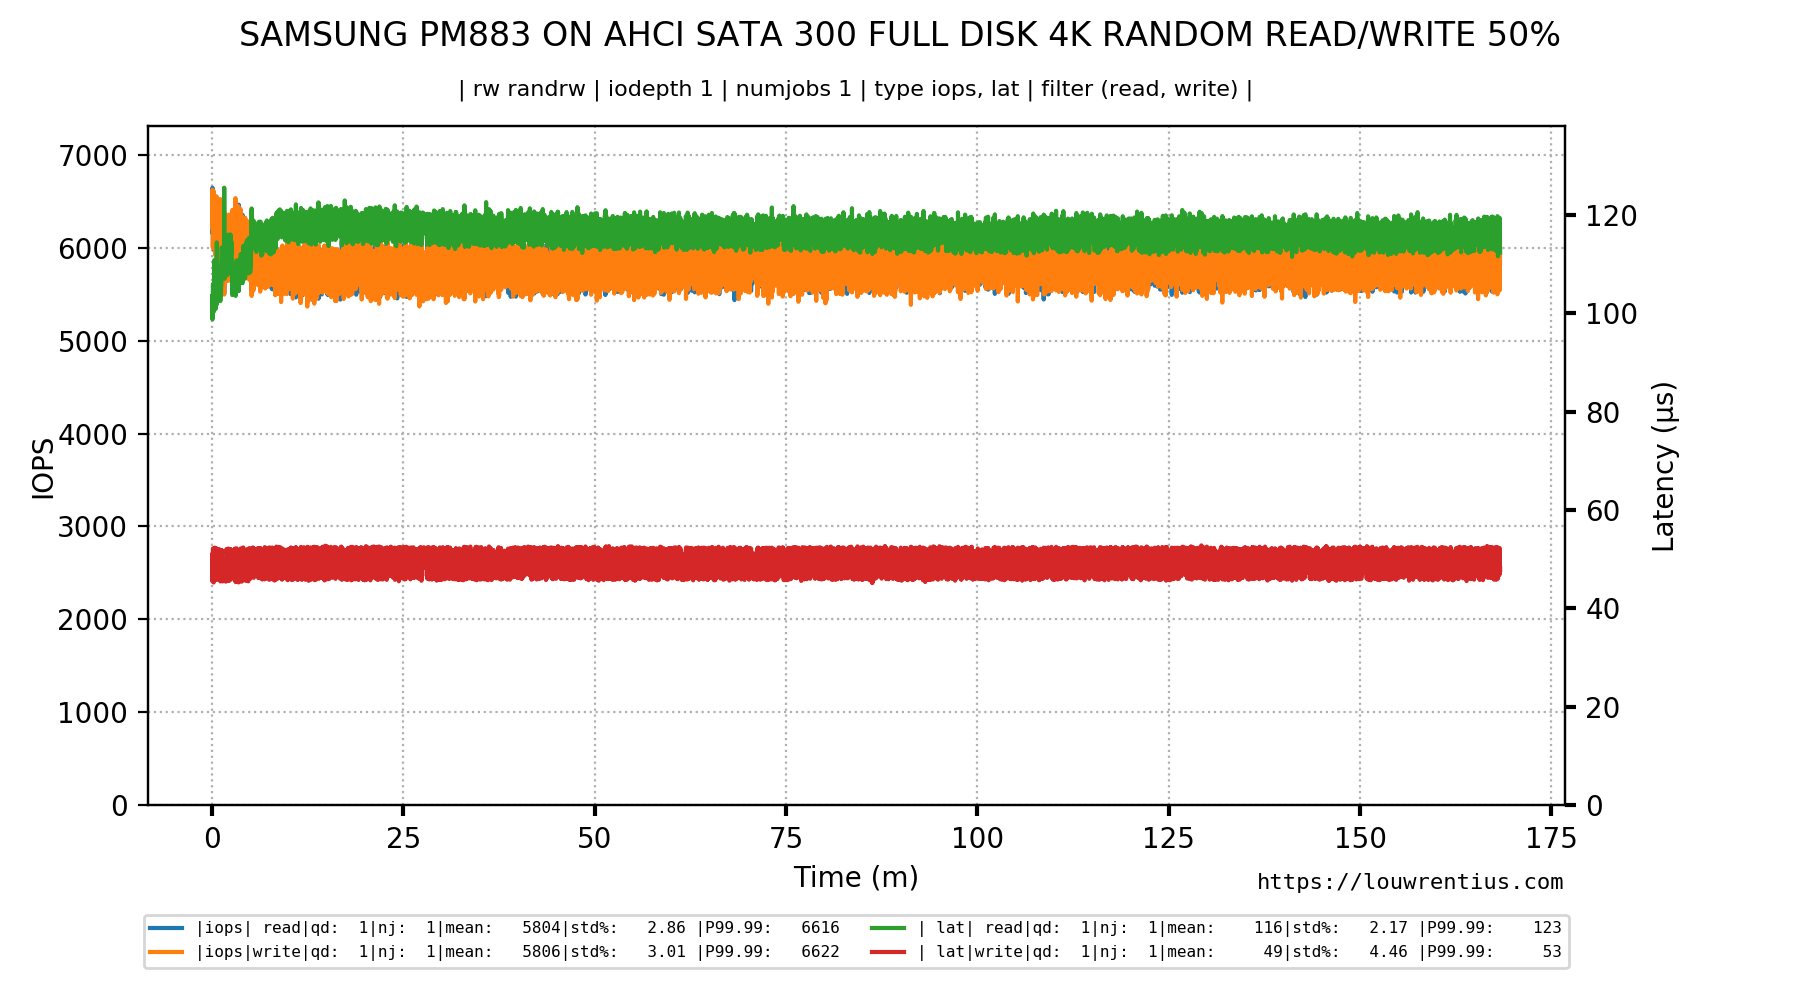 SAMSUNG PM883 ON AHCI SATA 300 FULL DISK 4K RANDOM READ/WRITE 50%
| rw randrw | iodepth 1 | numjobs 1 | type iops, lat | filter (read, write) |
7000
6000
5000
4000
3000
2000
1000
0
IOPS
120
100
80
60
40
20
0
Latency (µs)
0 25 50 75 100 125 150 175
Time (m)
https://louwrentius.com
|iops| read|qd: 1|nj: 1|mean: 5804|std%: 2.86 |P99.99: 6616
|iops|write|qd: 1|nj: 1|mean: 5806|std%: 3.01 |P99.99: 6622
| lat| read|qd: 1|nj: 1|mean: 116|std%: 2.17 |P99.99: 123
| lat|write|qd: 1|nj: 1|mean: 49|std%: 4.46 |P99.99: 53